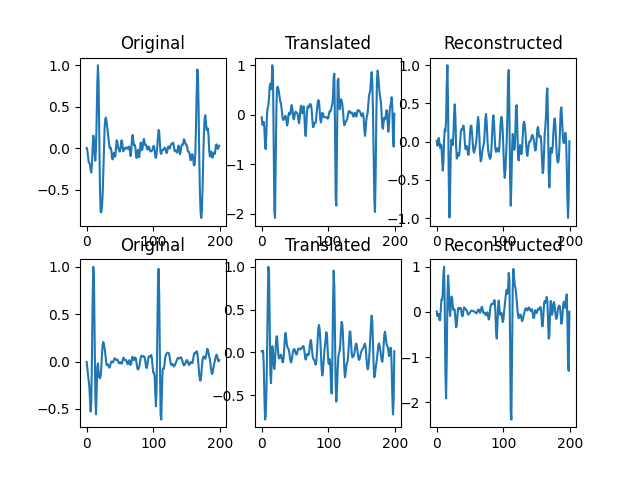 Original Translated Reconstructed
1.0 1 1.0
0.5 0 0.5
0.0 −1 0.0
−0.5 −2 −0.5
−1.0
0 100 200 0 100 200 0 100 200
Original Translated Reconstructed
1.0 1.0 1
0.5 0.5 0
0.0 0.0 −1
−0.5 −0.5 −2
0 100 200 0 100 200 0 100 200